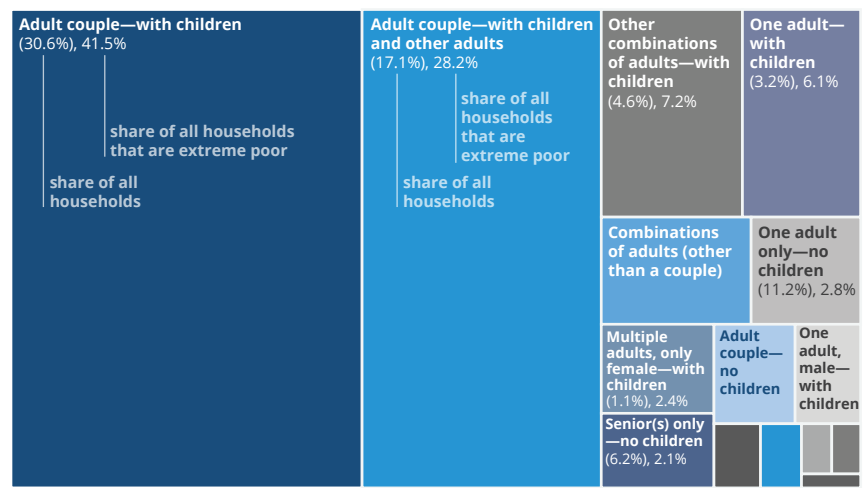 Adult couple—with children
(30.6%), 41.5%
share of all households
that are extreme poor
share of all
households
Adult couple—with children
and other adults
(17.1%), 28.2%
share of all
households
that are
extreme poor
share of all
households
Other
combinations
of adults—with
children
(4.6%), 7.2%
One adult—
with
children
(3.2%), 6.1%
Combinations
of adults (other
than a couple)
One adult
only—no
children
(11.2%), 2.8%
Multiple
adults, only
female—with
children
(1.1%), 2.4%
Adult
couple—
no
children
One
adult,
male—
with
children
Senior(s) only
—no children
(6.2%), 2.1%